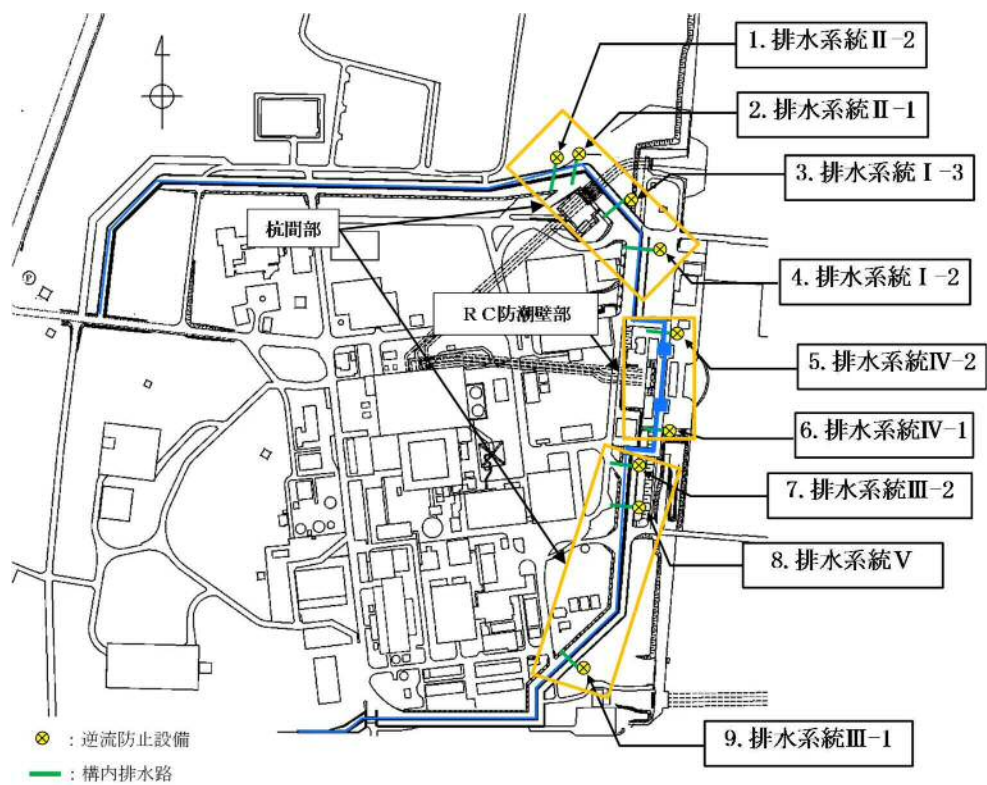 1. 排水系統Ⅱ-2
2. 排水系統Ⅱ-1
3. 排水系統Ⅰ-3
杭間部
4. 排水系統Ⅰ-2
P
RC防潮壁部
5. 排水系統Ⅳ-2
6. 排水系統Ⅳ-1
7. 排水系統Ⅲ-2
8. 排水系統Ⅴ
9. 排水系統Ⅲ-1
：逆流防止設備
：構内排水路